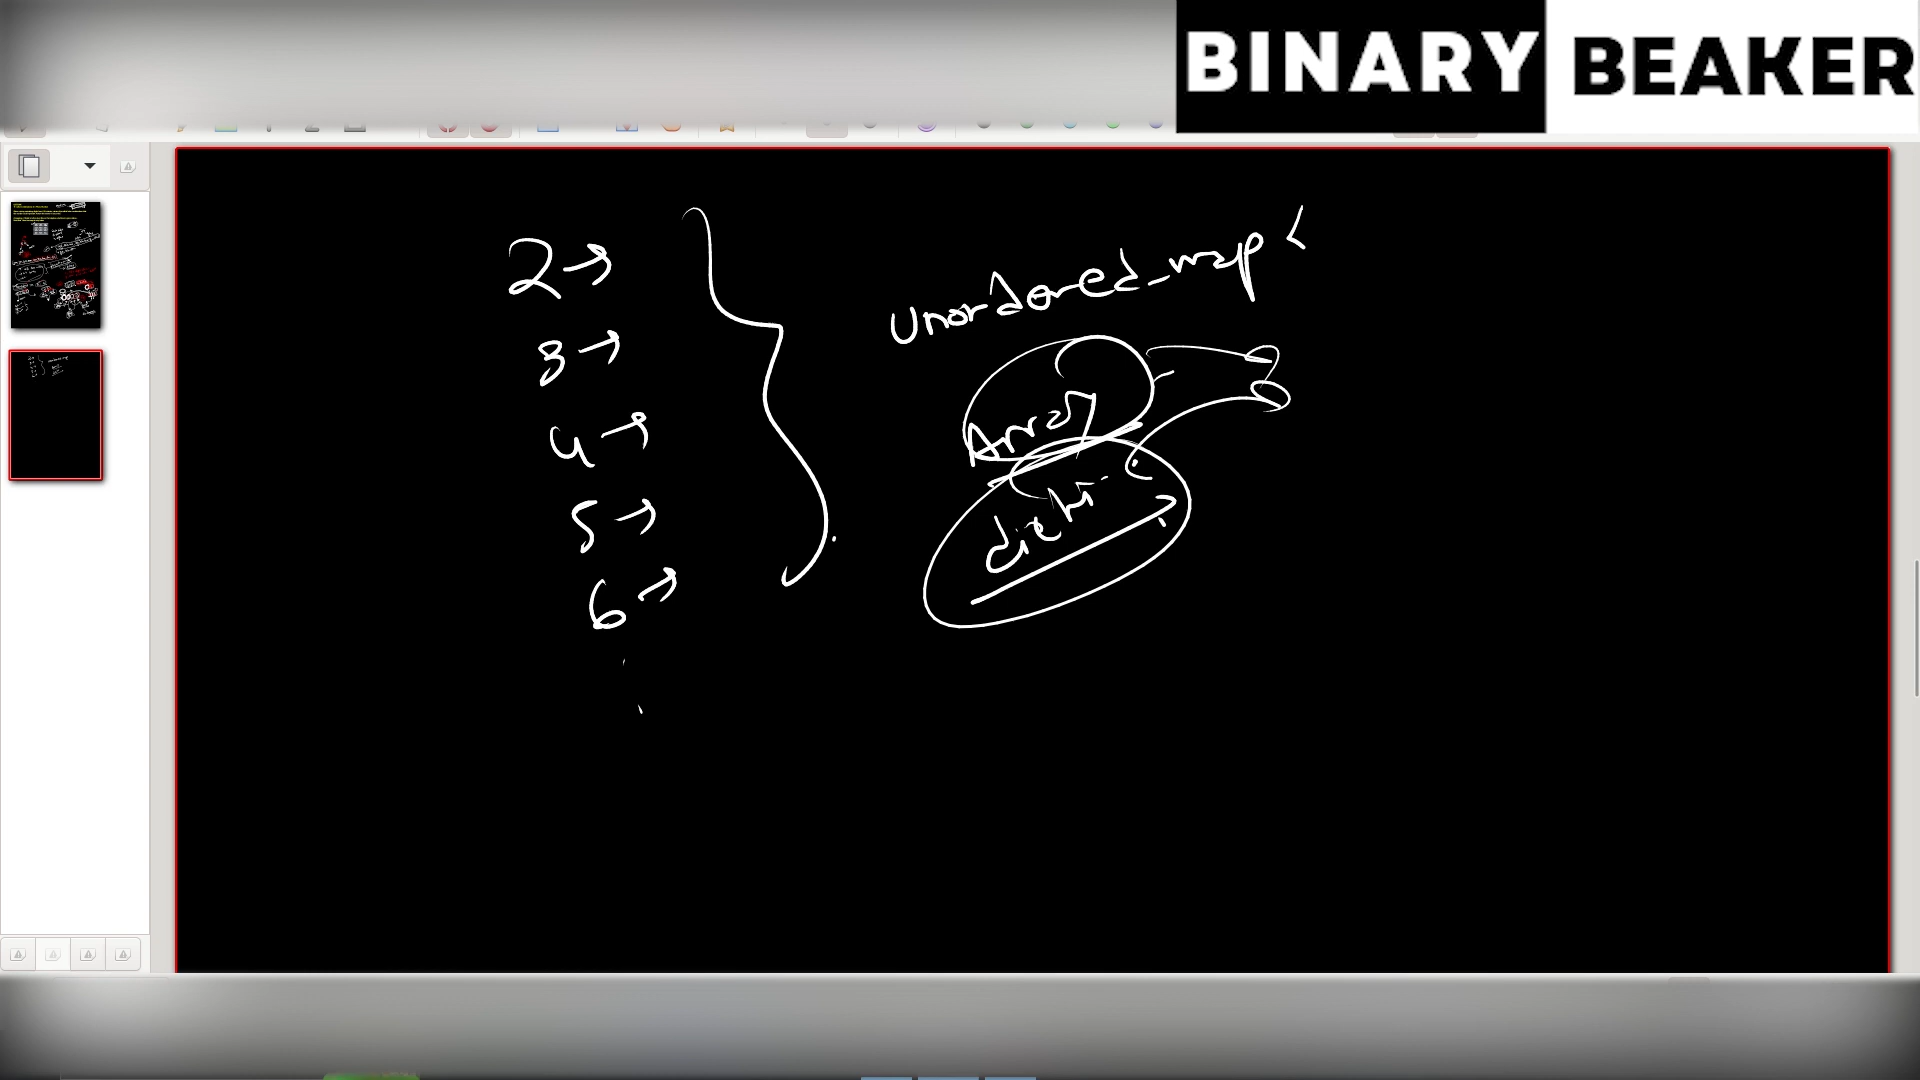 BINARY BEAKER
2 →
3 →
4 →
5 →
6 →
unordered_map <
Array